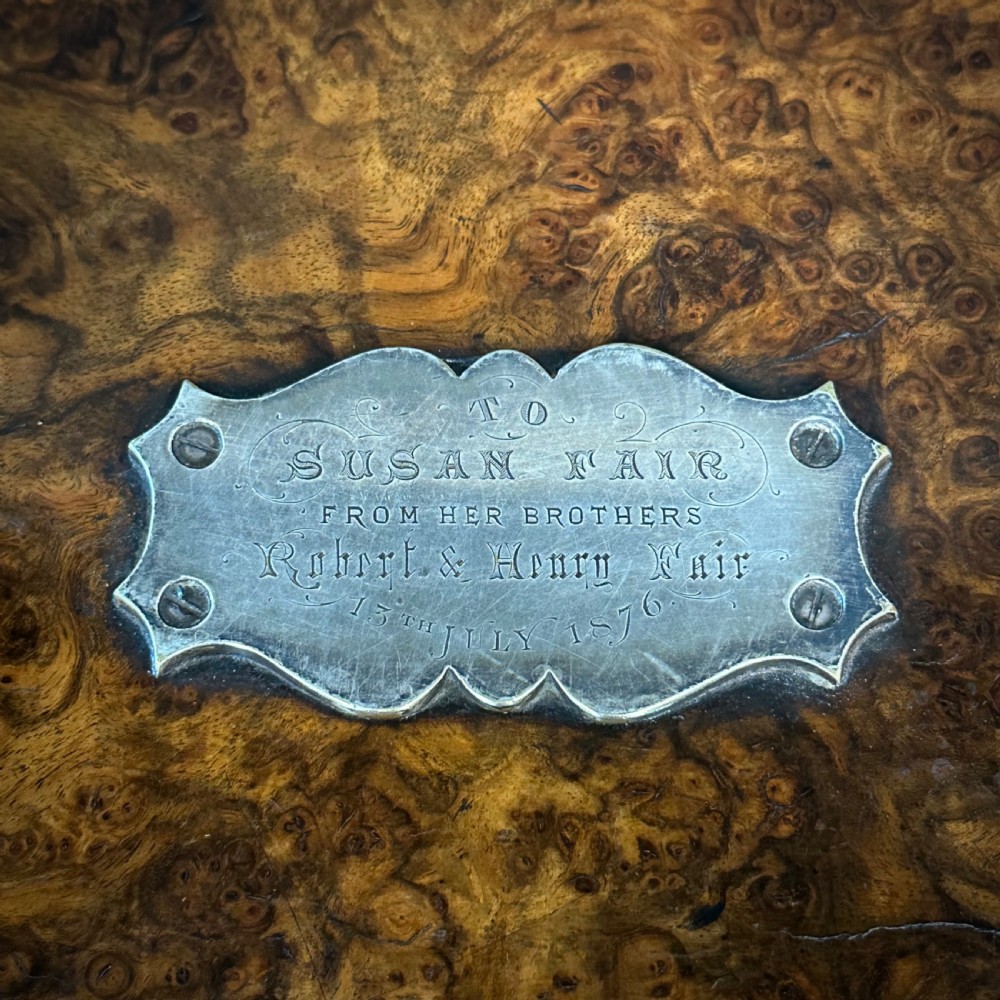 TO
SUSAN FAIR
FROM HER BROTHERS
Robert & Henry Fair
13TH JULY 1876.